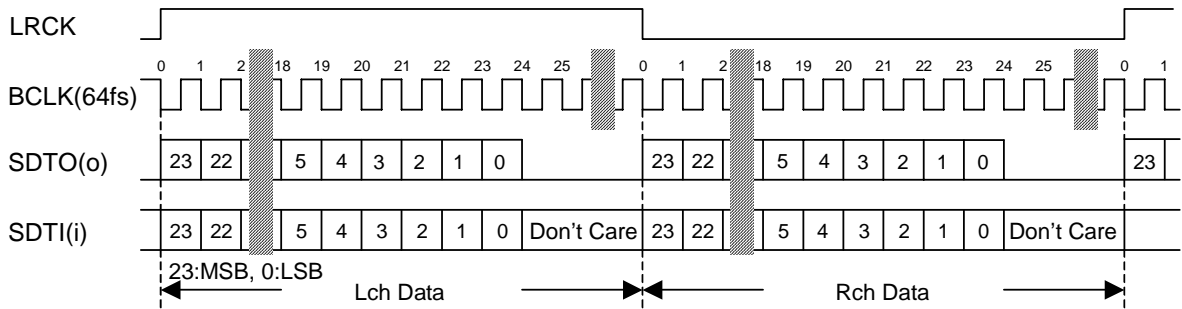 LRCK
0 1 2 18 19 20 21 22 23 24 25 0 1 2 18 19 20 21 22 23 24 25 0 1
BCLK(64fs)
SDTO(o) 23 22 5 4 3 2 1 0 23 22 5 4 3 2 1 0 23
SDTI(i) 23 22 5 4 3 2 1 0 Don't Care 23 22 5 4 3 2 1 0 Don't Care
23:MSB, 0:LSB
Lch Data Rch Data